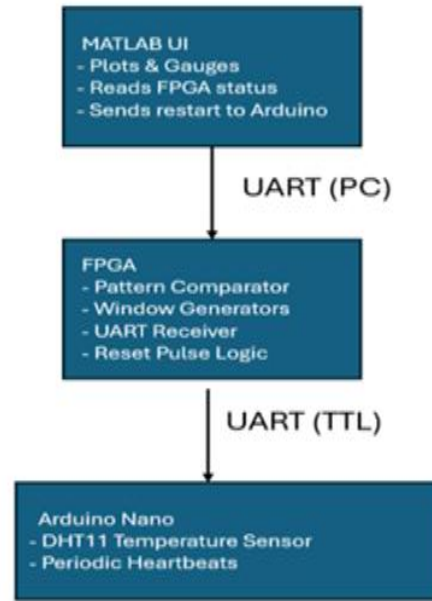 MATLAB UI
- Plots & Gauges
- Reads FPGA status
- Sends restart to Arduino
UART (PC)
FPGA
- Pattern Comparator
- Window Generators
- UART Receiver
- Reset Pulse Logic
UART (TTL)
Arduino Nano
- DHT11 Temperature Sensor
- Periodic Heartbeats